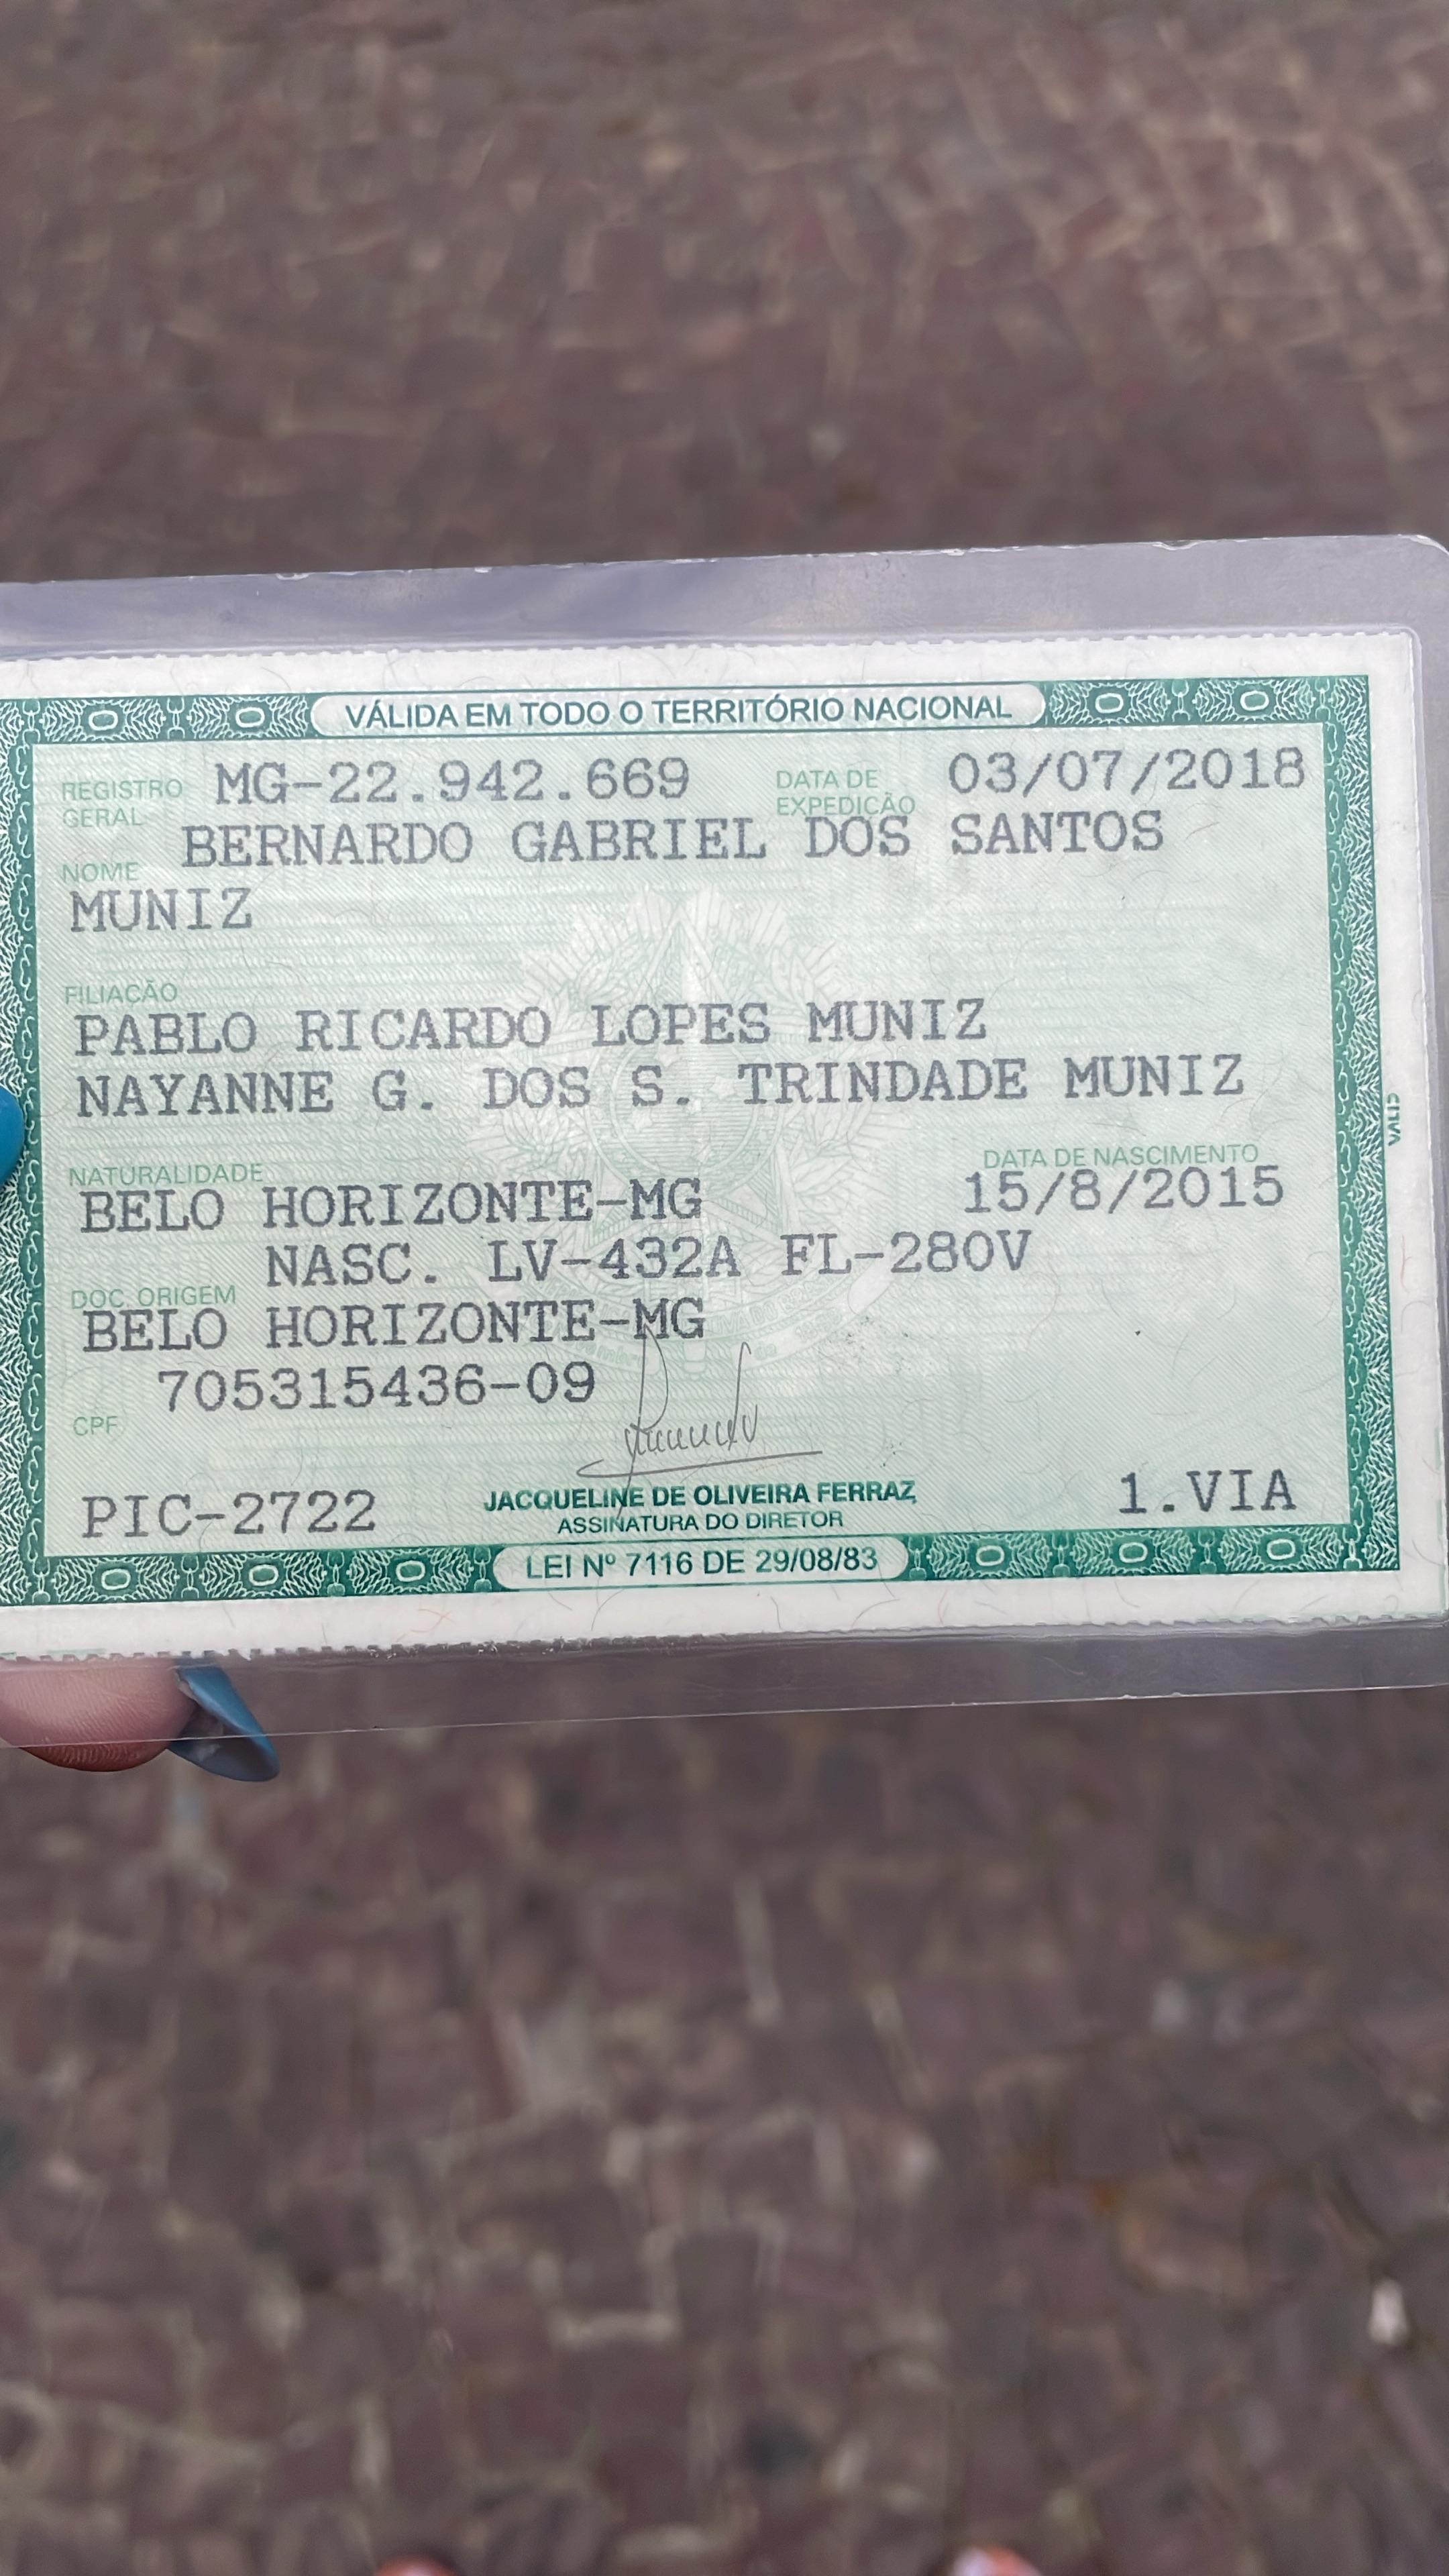 VÁLIDA EM TODO O TERRITÓRIO NACIONAL
REGISTRO GERAL MG-22.942.669 DATA DE EXPEDIÇÃO 03/07/2018
NOME BERNARDO GABRIEL DOS SANTOS
MUNIZ
FILIAÇÃO
PABLO RICARDO LOPES MUNIZ
NAYANNE G. DOS S. TRINDADE MUNIZ
NATURALIDADE DATA DE NASCIMENTO
BELO HORIZONTE-MG 15/8/2015
DOC. ORIGEM NASC. LV-432A FL-280V
BELO HORIZONTE-MG
CPF 705315436-09
PIC-2722 JACQUELINE DE OLIVEIRA FERRAZ 1.VIA
ASSINATURA DO DIRETOR
LEI Nº 7116 DE 29/08/83